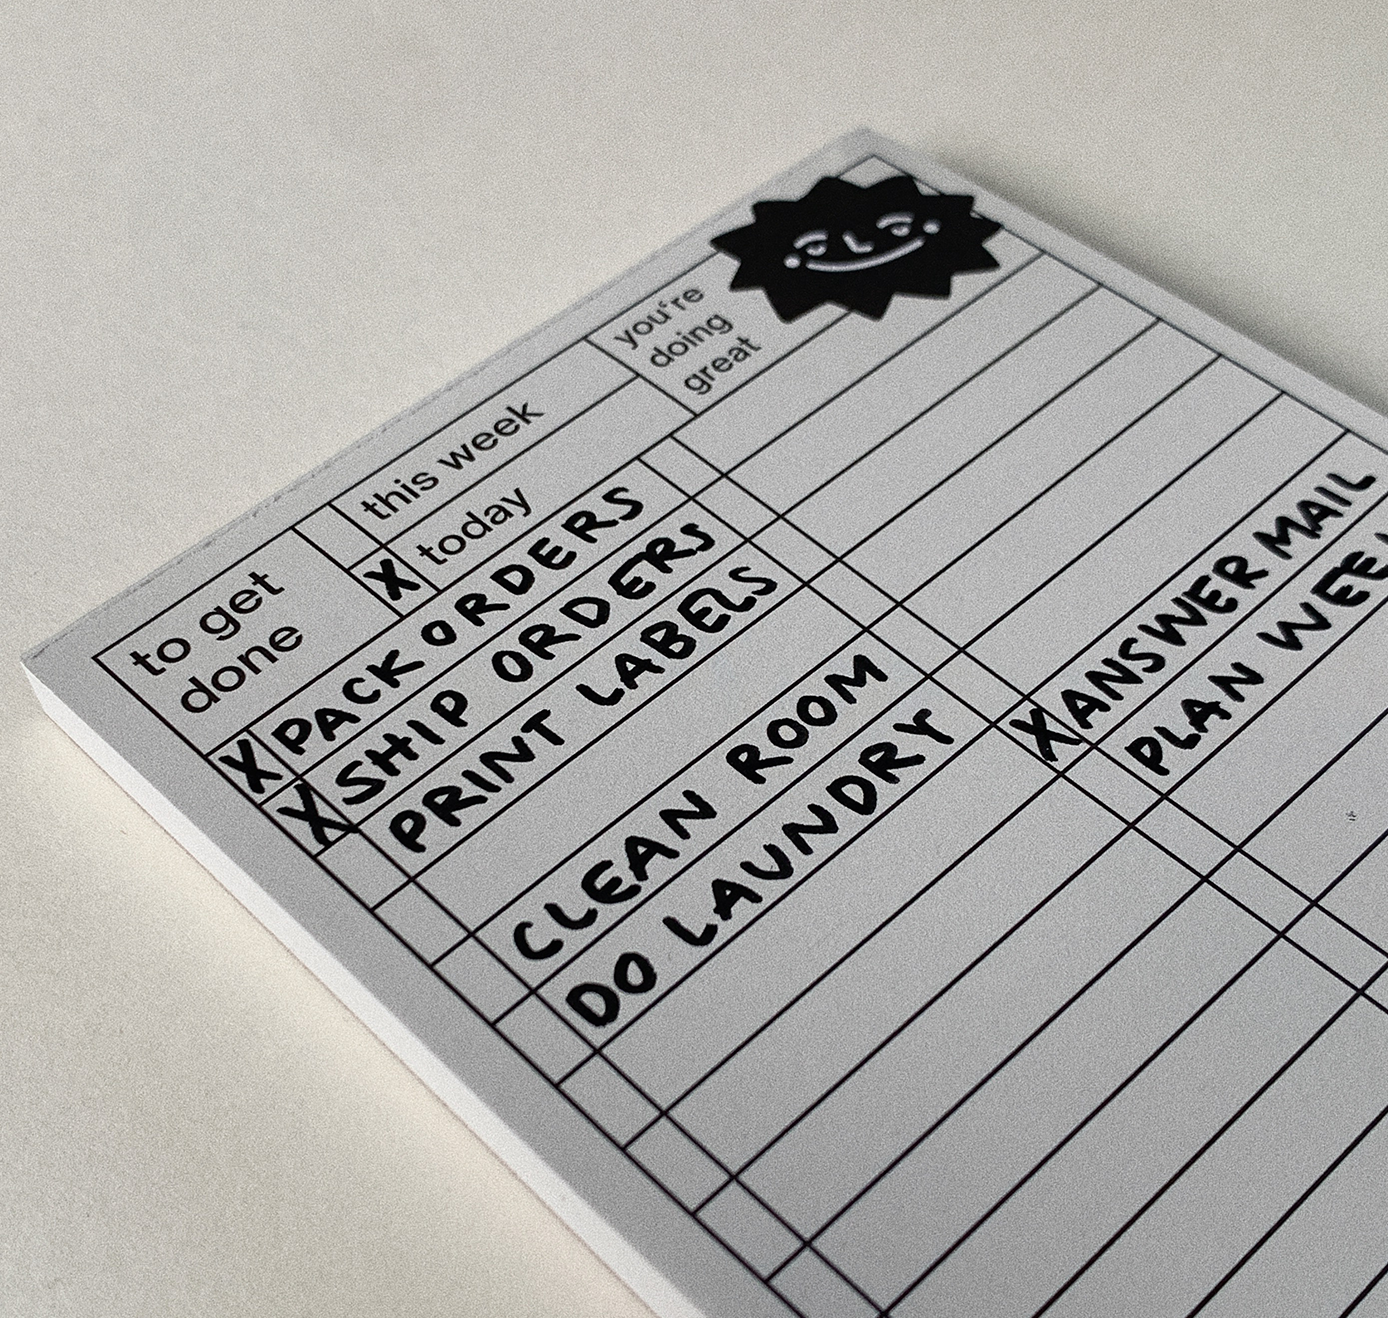 to get
done
this week
X today
you're
doing
great
X PACK ORDERS
X SHIP ORDERS
PRINT LABELS
CLEAN ROOM
DO LAUNDRY
X ANSWER MAIL
PLAN